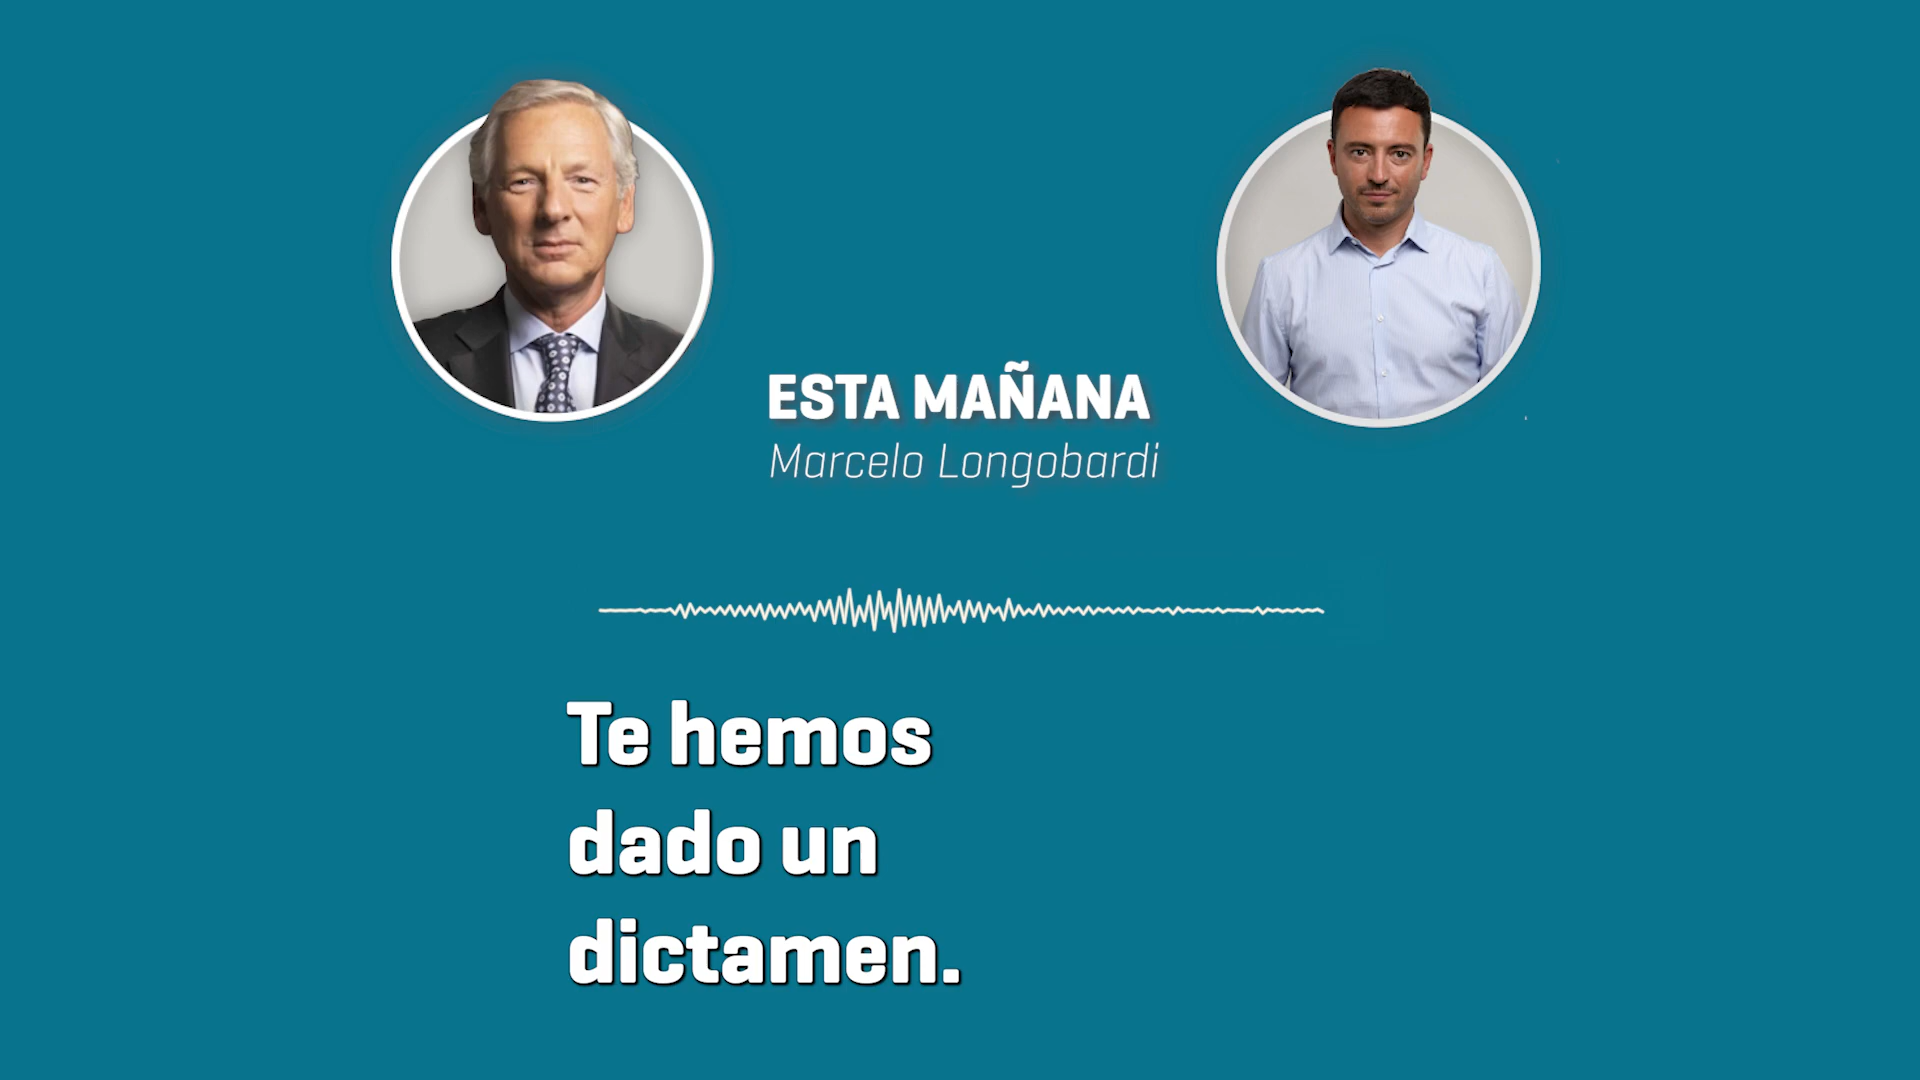 ESTA MAÑANA
Marcelo Longobardi
Te hemos
dado un
dictamen.